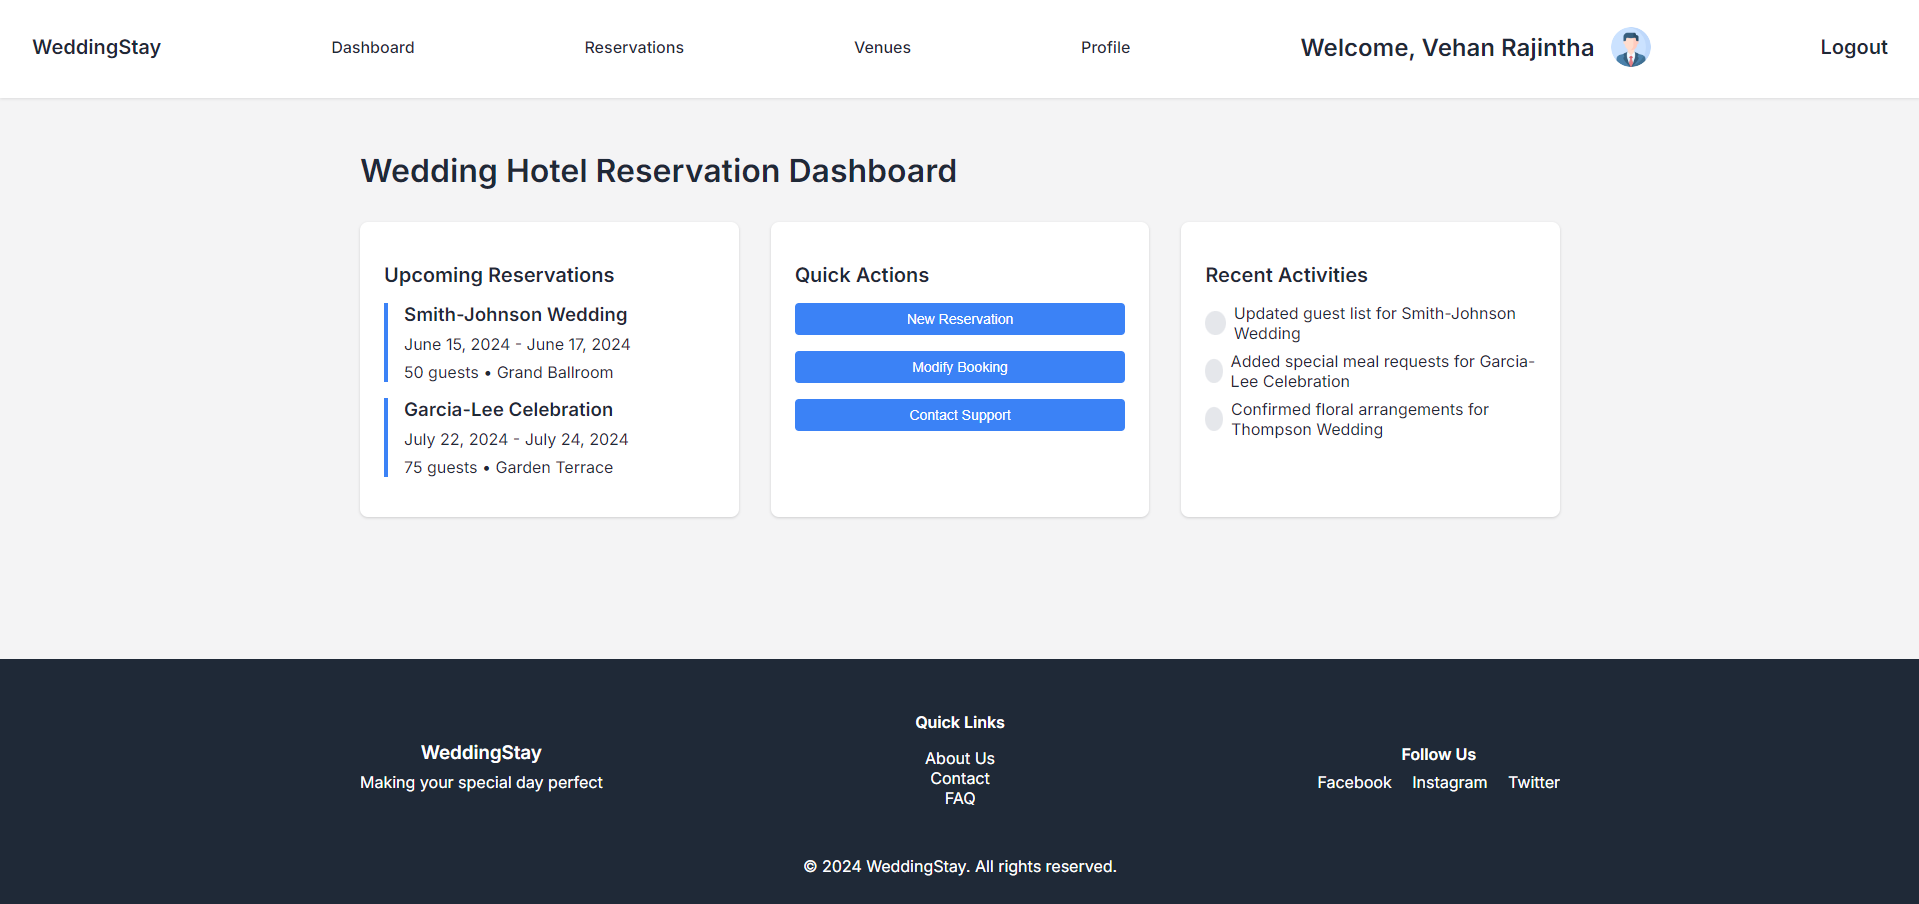 WeddingStay
Dashboard
Reservations
Venues
Profile
Welcome, Vehan Rajintha
Logout
Wedding Hotel Reservation Dashboard
Upcoming Reservations
Smith-Johnson Wedding
June 15, 2024 - June 17, 2024
50 guests • Grand Ballroom
Garcia-Lee Celebration
July 22, 2024 - July 24, 2024
75 guests • Garden Terrace
Quick Actions
New Reservation
Modify Booking
Contact Support
Recent Activities
Updated guest list for Smith-Johnson
Wedding
Added special meal requests for Garcia-
Lee Celebration
Confirmed floral arrangements for
Thompson Wedding
WeddingStay
Making your special day perfect
Quick Links
About Us
Contact
FAQ
Follow Us
Facebook Instagram Twitter
© 2024 WeddingStay. All rights reserved.